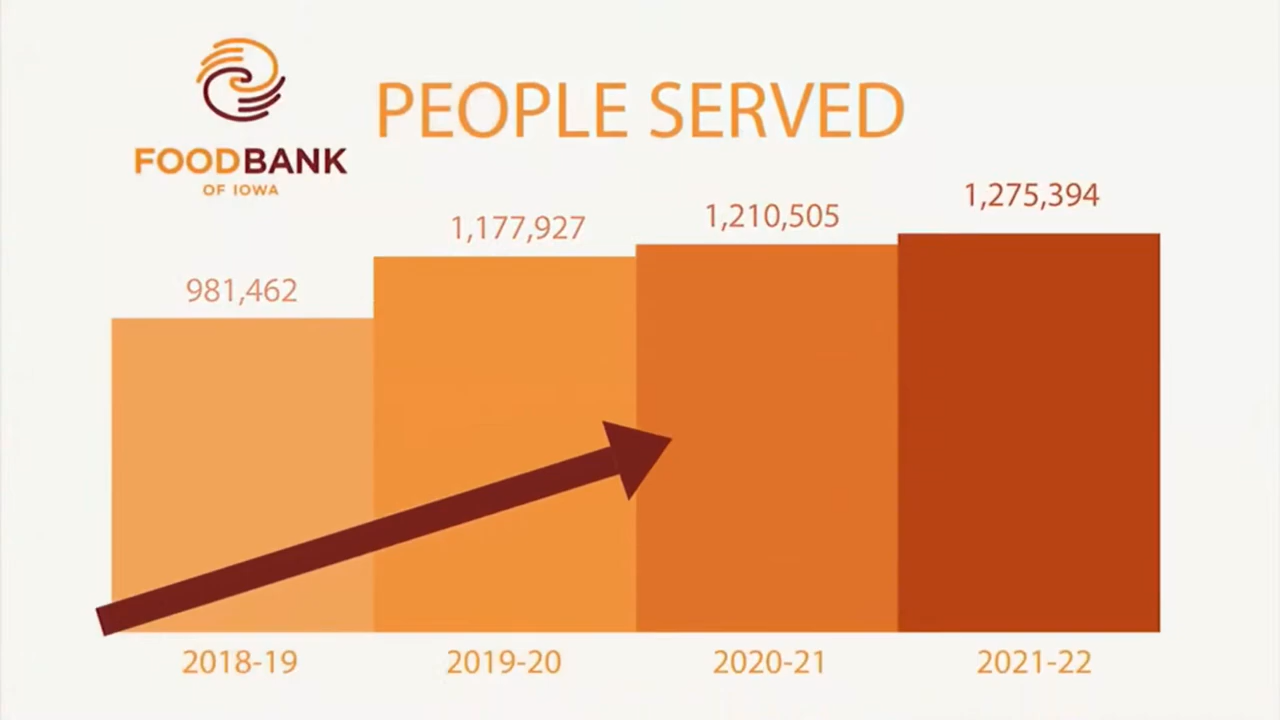 PEOPLE SERVED
FOODBANK
OF IOWA
981,462
1,177,927
1,210,505
1,275,394
2018-19
2019-20
2020-21
2021-22